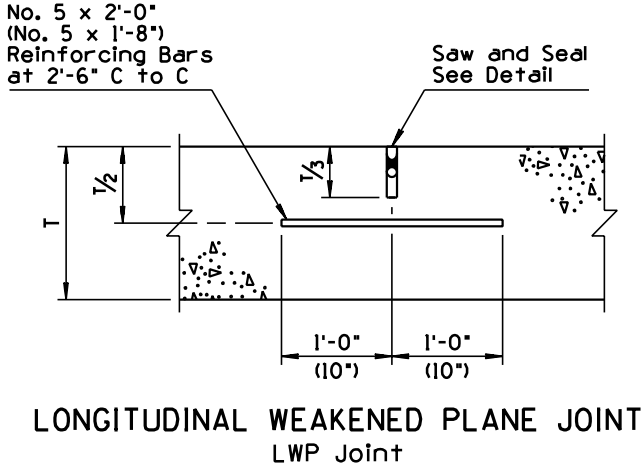 No. 5 x 2'-0"
(No. 5 x 1'-8")
Reinforcing Bars
at 2'-6" C to C
Saw and Seal
See Detail
T
T/2
T/3
1'-0"
(10")
1'-0"
(10")
LONGITUDINAL WEAKENED PLANE JOINT
LWP Joint